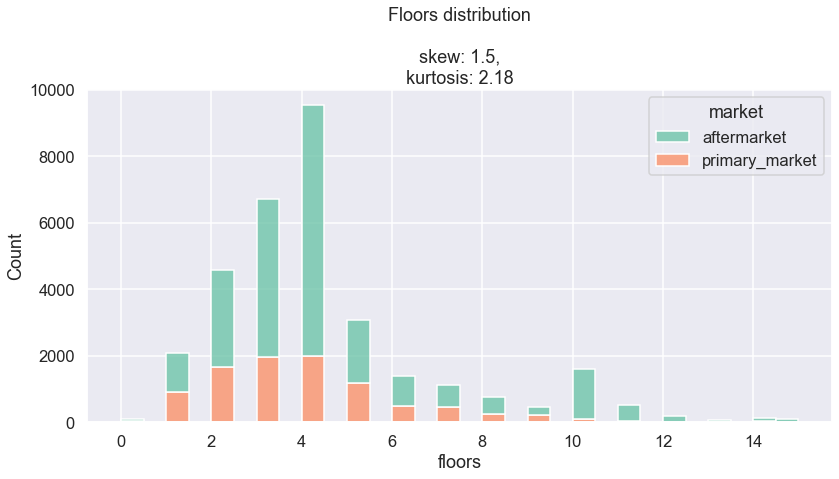 Floors distribution
skew: 1.5,
kurtosis: 2.18
market
aftermarket
primary_market
Count
10000
8000
6000
4000
2000
0
0 2 4 6 8 10 12 14
floors